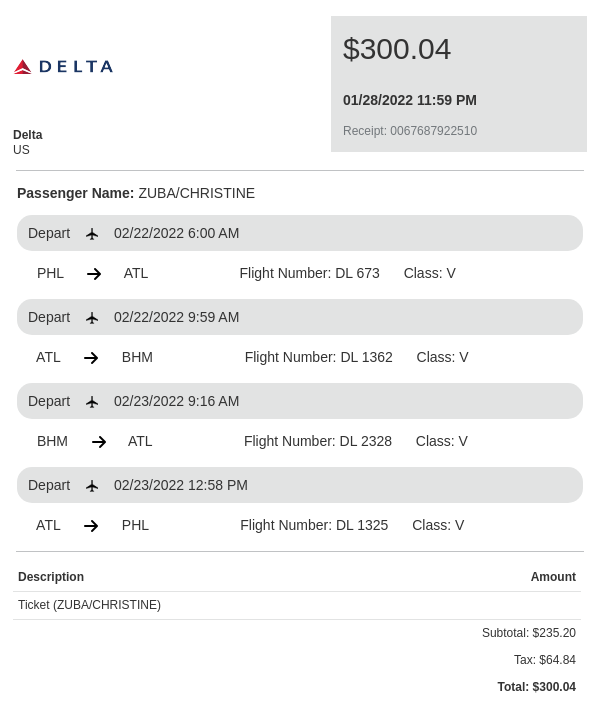 DELTA
$300.04
01/28/2022 11:59 PM
Receipt: 0067687922510
Delta
US
Passenger Name: ZUBA/CHRISTINE
Depart 02/22/2022 6:00 AM
PHL ATL Flight Number: DL 673 Class: V
Depart 02/22/2022 9:59 AM
ATL BHM Flight Number: DL 1362 Class: V
Depart 02/23/2022 9:16 AM
BHM ATL Flight Number: DL 2328 Class: V
Depart 02/23/2022 12:58 PM
ATL PHL Flight Number: DL 1325 Class: V
Description Amount
Ticket (ZUBA/CHRISTINE)
Subtotal: $235.20
Tax: $64.84
Total: $300.04